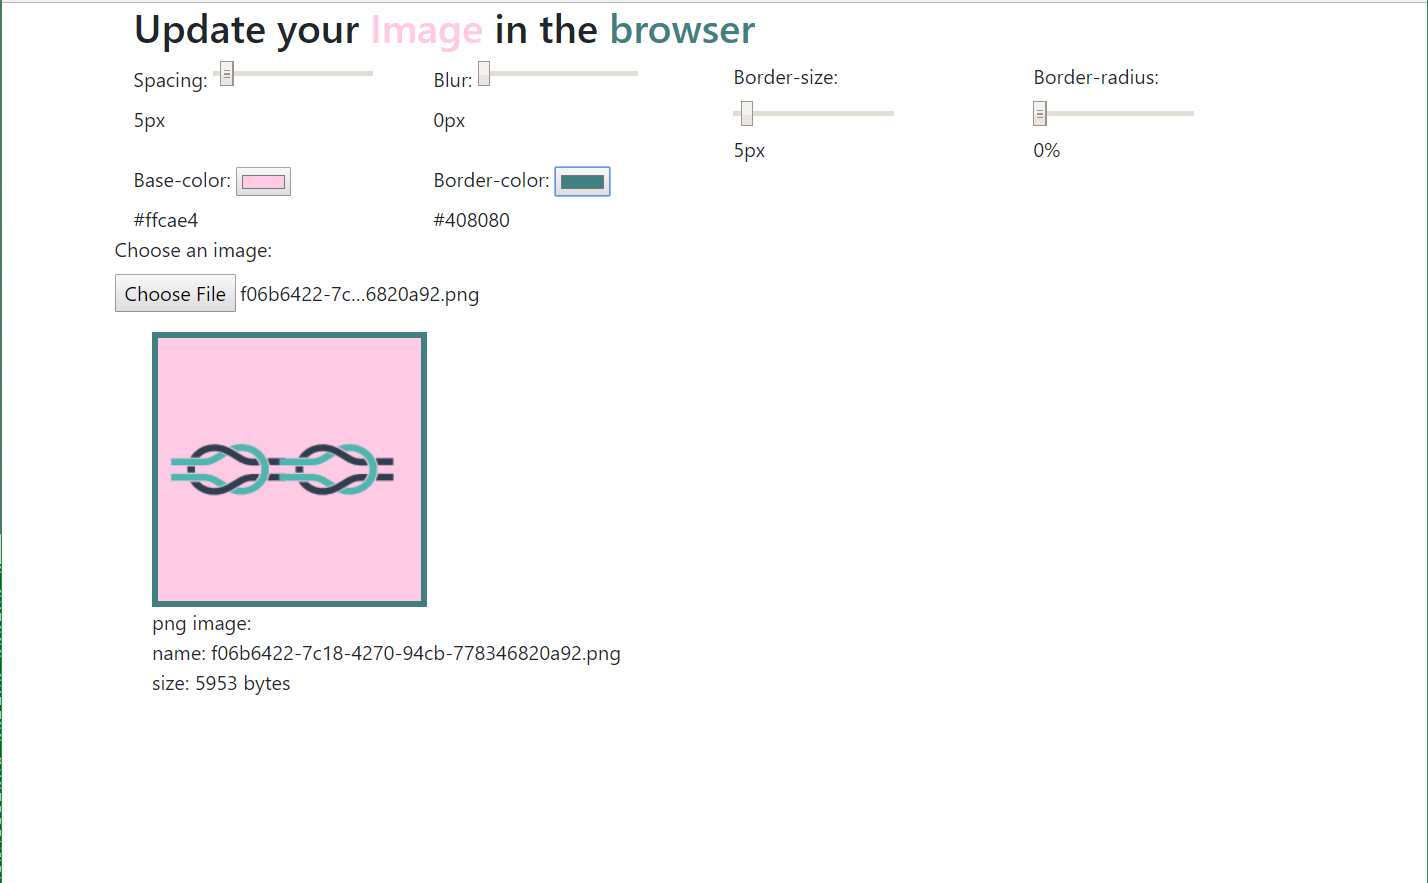 Update your Image in the browser
Spacing:
5px
Blur:
0px
Border-size:
5px
Border-radius:
0%
Base-color:
#ffcae4
Border-color:
#408080
Choose an image:
Choose File f06b6422-7c...6820a92.png
png image:
name: f06b6422-7c18-4270-94cb-778346820a92.png
size: 5953 bytes